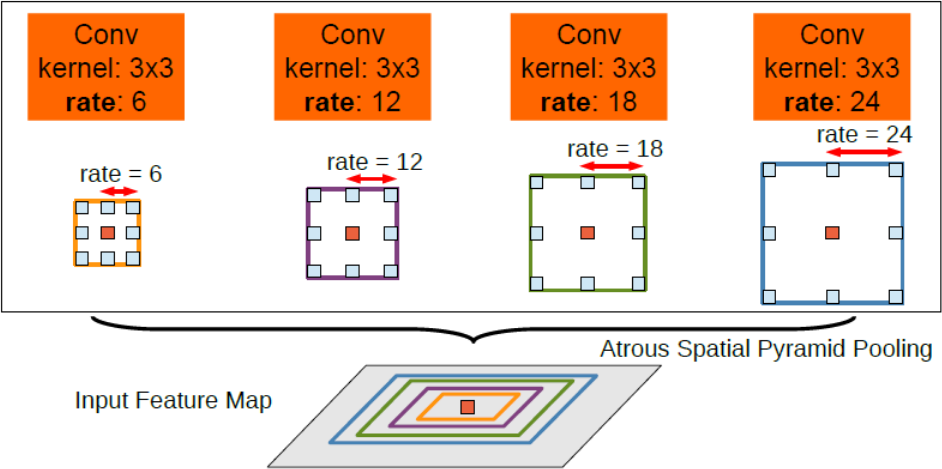 Conv
kernel: 3x3
rate: 6
Conv
kernel: 3x3
rate: 12
Conv
kernel: 3x3
rate: 18
Conv
kernel: 3x3
rate: 24
rate = 6
rate = 12
rate = 18
rate = 24
Atrous Spatial Pyramid Pooling
Input Feature Map